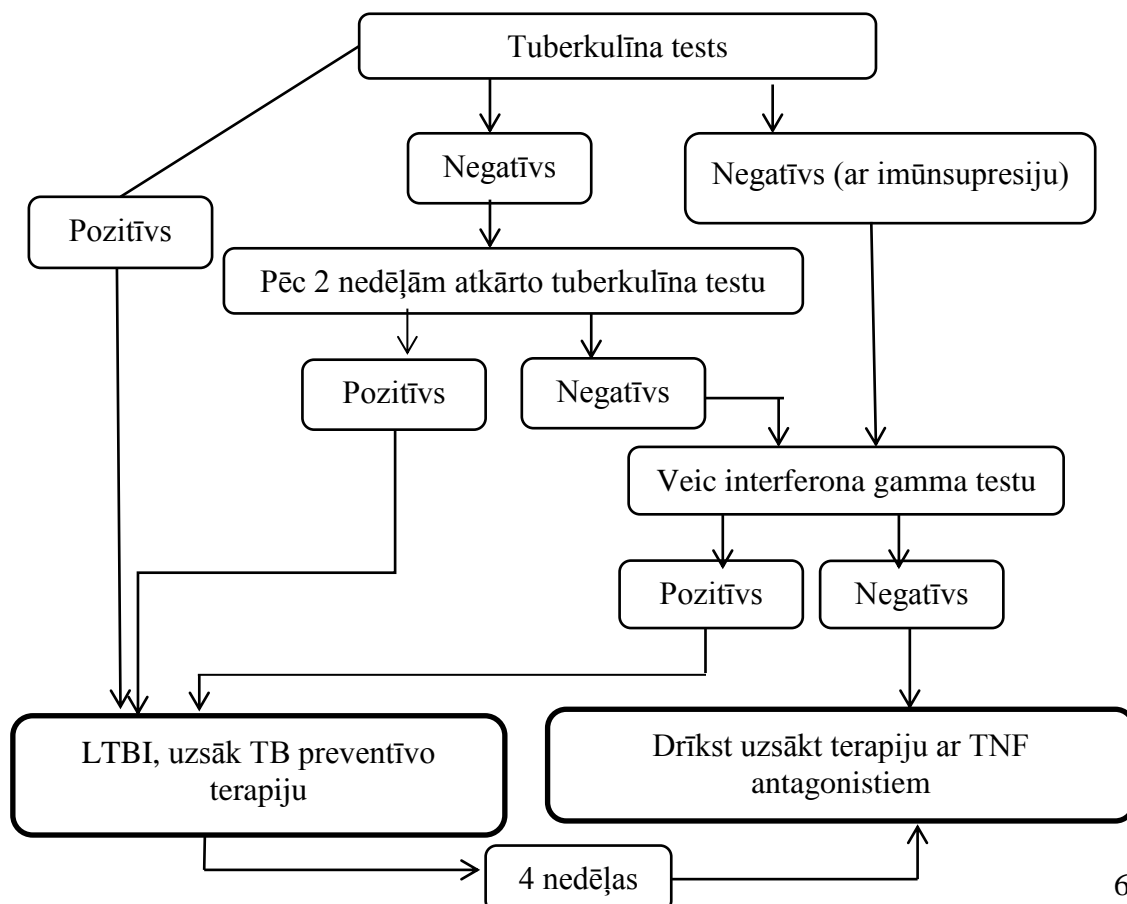 Tuberkulīna tests
Negatīvs
Negatīvs (ar imūnsupresiju)
Pozitīvs
Pēc 2 nedēļām atkārto tuberkulīna testu
Pozitīvs
Negatīvs
Veic interferona gamma testu
Pozitīvs
Negatīvs
LTBI, uzsāk TB preventīvo
terapiju
Drīkst uzsākt terapiju ar TNF
antagonistiem
4 nedēļas
6